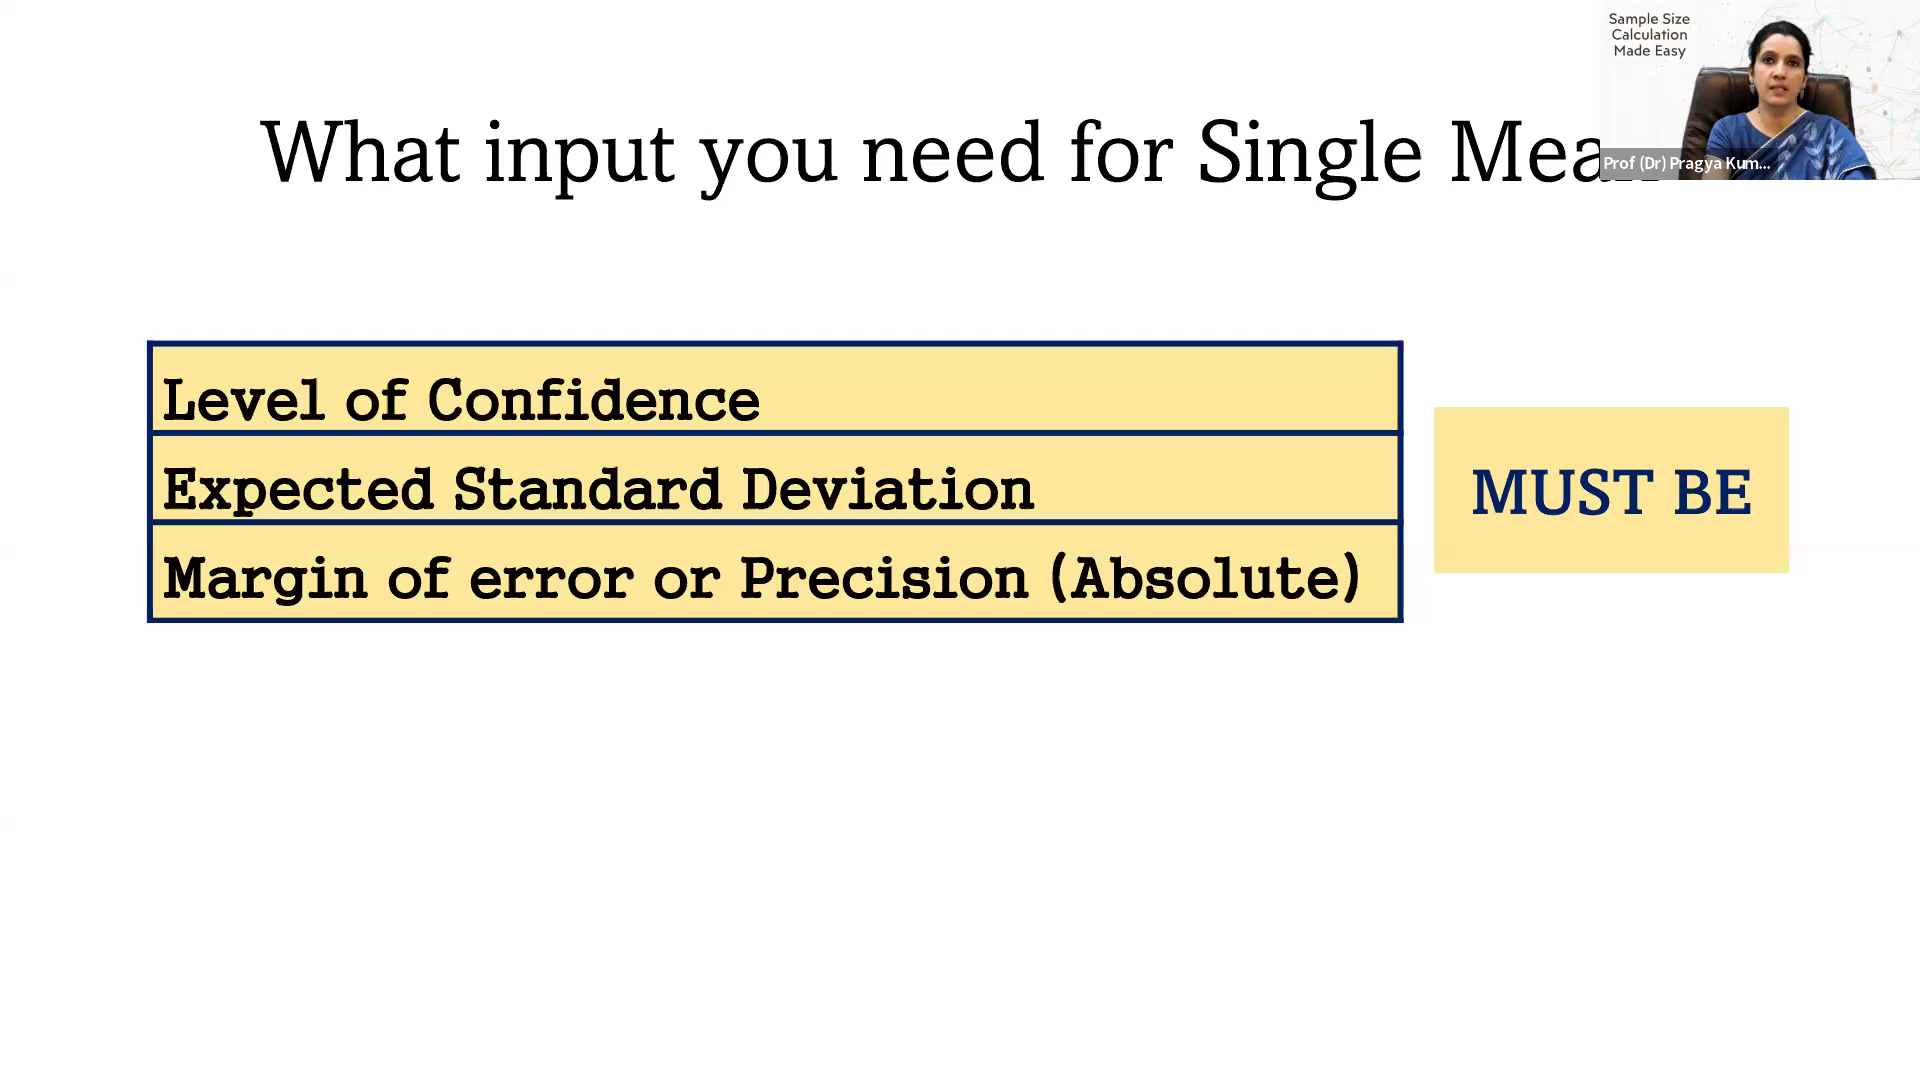 Sample Size
Calculation
Made Easy
What input you need for Single
Prof (Dr) Pragya Kum...
Level of Confidence
Expected Standard Deviation
MUST BE
Margin of error or Precision (Absolute)